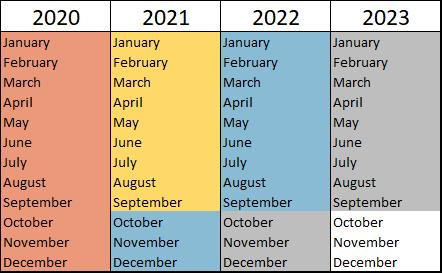 2020 2021 2022 2023
January January January January
February February February February
March March March March
April April April April
May May May May
June June June June
July July July July
August August August August
September September September September
October October October October
November November November November
December December December December